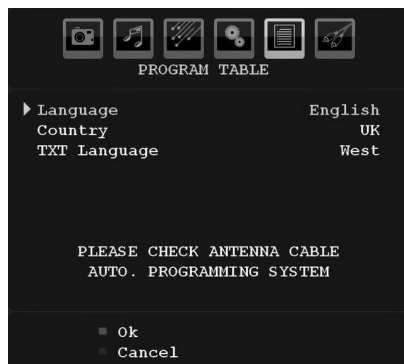 PROGRAM TABLE
Language English
Country UK
TXT Language West
PLEASE CHECK ANTENNA CABLE
AUTO. PROGRAMMING SYSTEM
Ok
Cancel